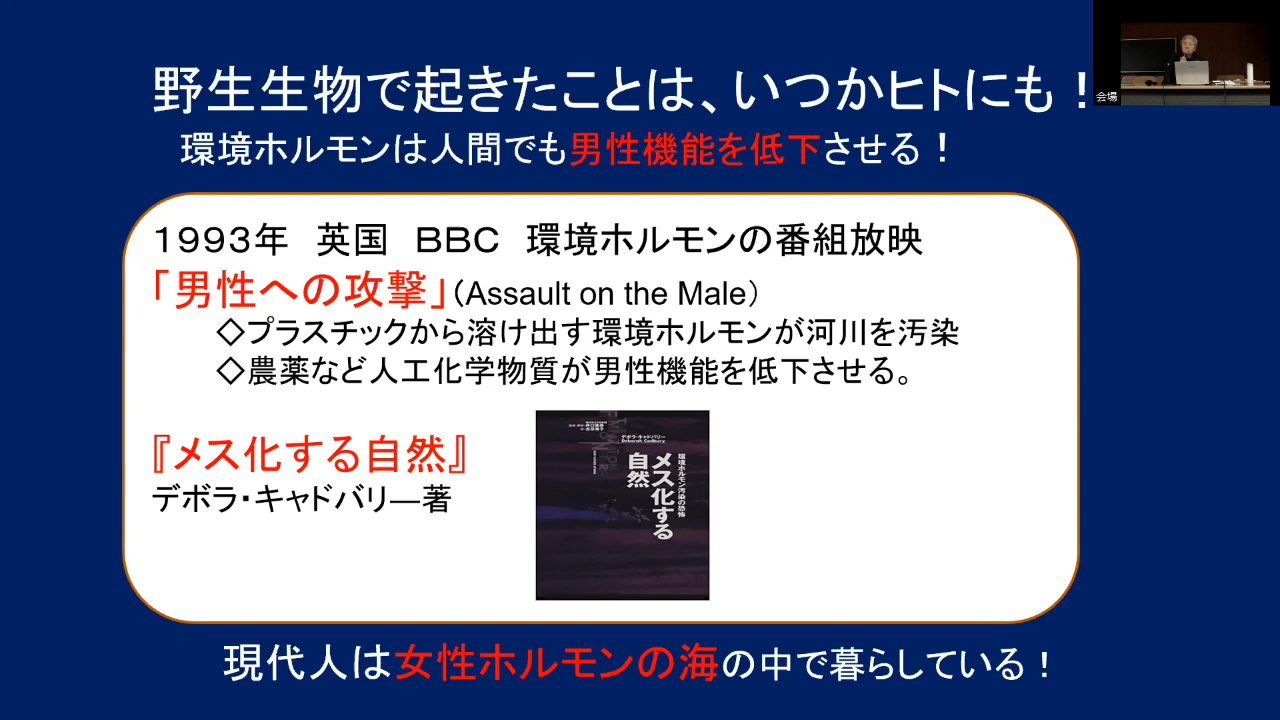 野生生物で起きたことは、いつかヒトにも！
会場
環境ホルモンは人間でも男性機能を低下させる！
１９９３年　英国　ＢＢＣ　環境ホルモンの番組放映
「男性への攻撃」（Assault on the Male）
◇プラスチックから溶け出す環境ホルモンが河川を汚染
◇農薬など人工化学物質が男性機能を低下させる。
『メス化する自然』
デボラ・キャドバリ―著
デボラ・キャドバリー
Deborah Cadbury
環境ホルモン汚染の恐怖
メス化する
自然
現代人は女性ホルモンの海の中で暮らしている！